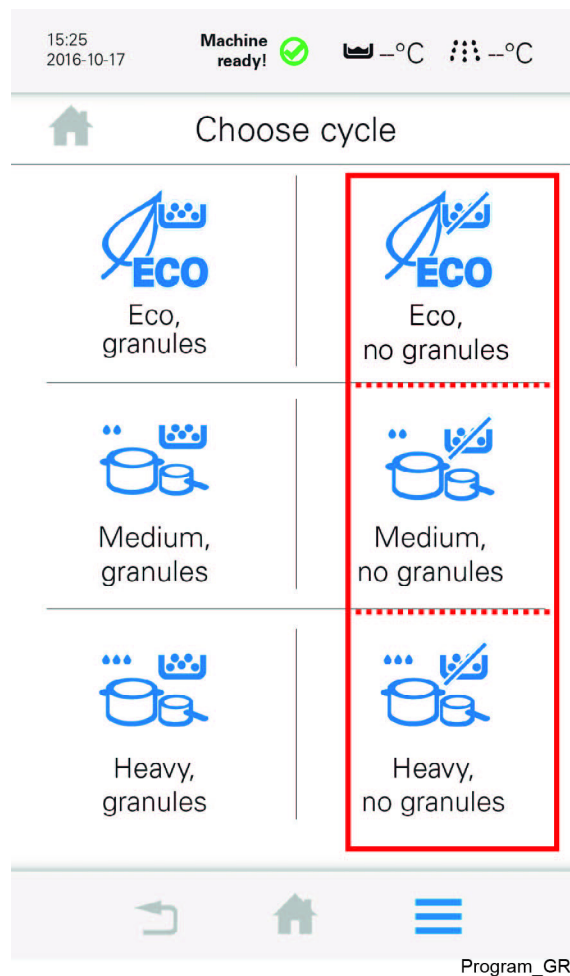 15:25
2016-10-17
Machine
ready!
--°C
--°C
Choose cycle
ECO
Eco,
granules
ECO
Eco,
no granules
Medium,
granules
Medium,
no granules
Heavy,
granules
Heavy,
no granules
Program_GR